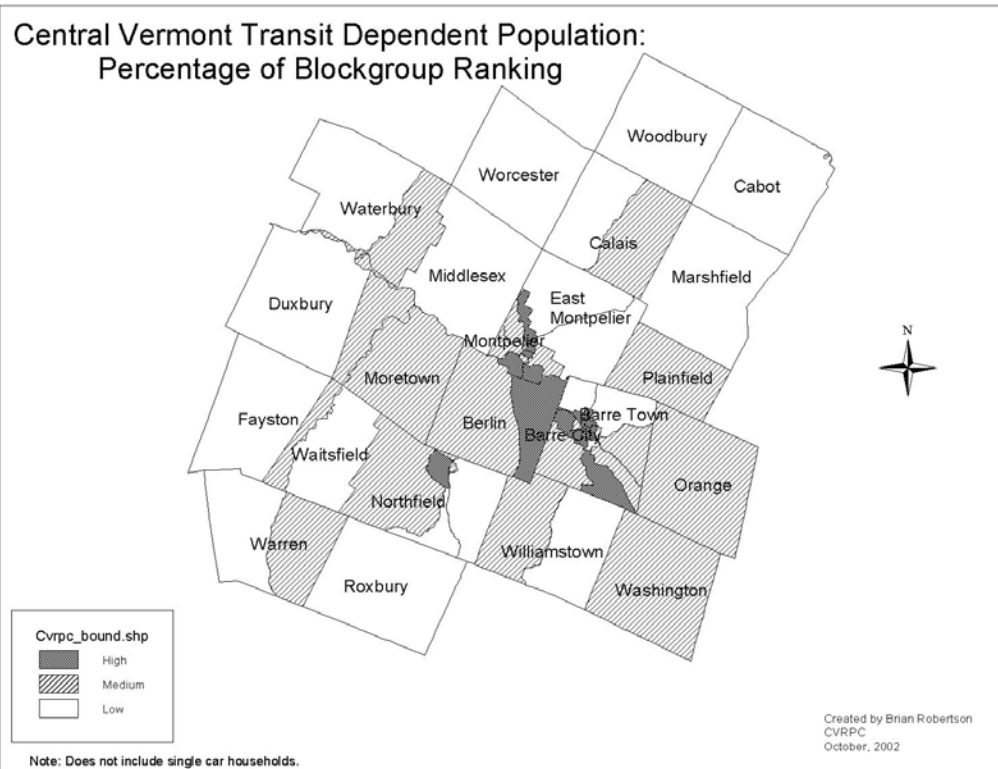 Central Vermont Transit Dependent Population:
Percentage of Blockgroup Ranking
Woodbury
Worcester
Cabot
Waterbury
Calais
Middlesex
Marshfield
Duxbury
East
Montpelier
N
Montpelier
Moretown
Plainfield
Fayston
Berlin
Barre Town
Barre City
Waitsfield
Orange
Northfield
Warren
Williamstown
Roxbury
Washington
Cvrpc_bound.shp
High
Medium
Low
Created by Brian Robertson
CVRPC
October, 2002
Note: Does not include single car households.